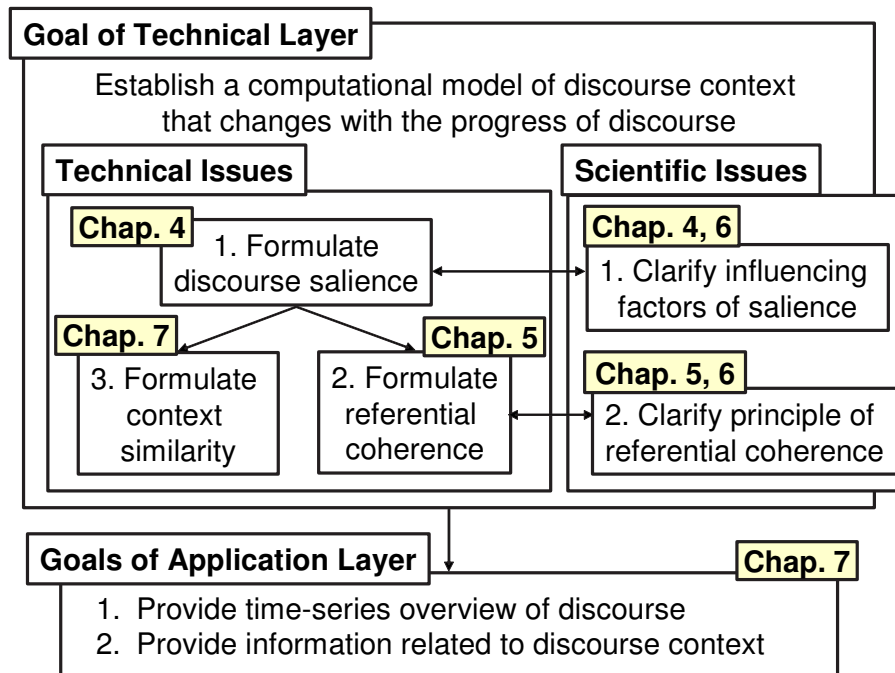 Goal of Technical Layer
Establish a computational model of discourse context
that changes with the progress of discourse
Technical Issues
Chap. 4
1. Formulate
discourse salience
Chap. 7
3. Formulate
context
similarity
Chap. 5
2. Formulate
referential
coherence
Scientific Issues
Chap. 4, 6
1. Clarify influencing
factors of salience
Chap. 5, 6
2. Clarify principle of
referential coherence
Goals of Application Layer
Chap. 7
1. Provide time-series overview of discourse
2. Provide information related to discourse context